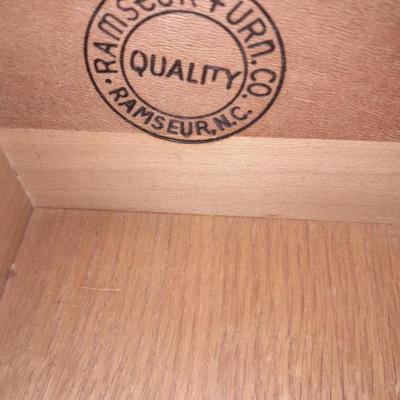 · RAMSEUR FURN. CO. ·
QUALITY
RAMSEUR, N.C.